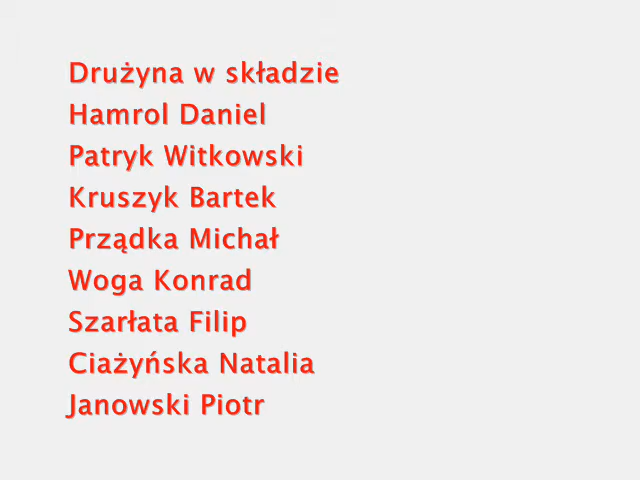 Drużyna w składzie
Hamrol Daniel
Patryk Witkowski
Kruszyk Bartek
Prządka Michał
Woga Konrad
Szarłata Filip
Ciażyńska Natalia
Janowski Piotr